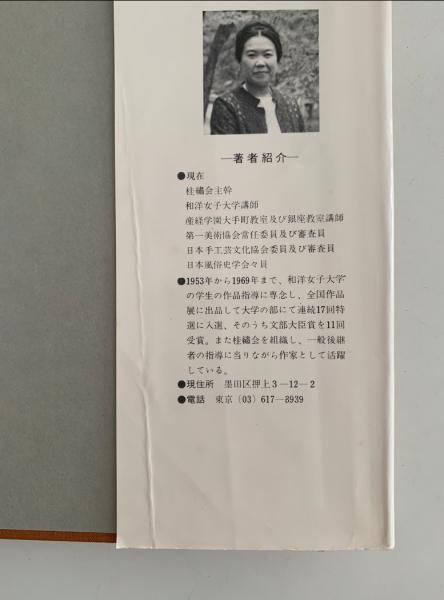 ―著者紹介―
●現在
桂繡会主幹
和洋女子大学講師
産経学園大手町教室及び銀座教室講師
第一美術協会常任委員及び審査員
日本手工芸文化協会委員及び審査員
日本風俗史学会々員
●1953年から1969年まで、和洋女子大学
の学生の作品指導に専念し、全国作品
展に出品して大学の部にて連続17回特
選に入選、そのうち文部大臣賞を11回
受賞。また桂繡会を組織し、一般後継
者の指導に当りながら作家として活躍
している。
●現住所 墨田区押上3―12―2
●電話 東京(03)617―8939